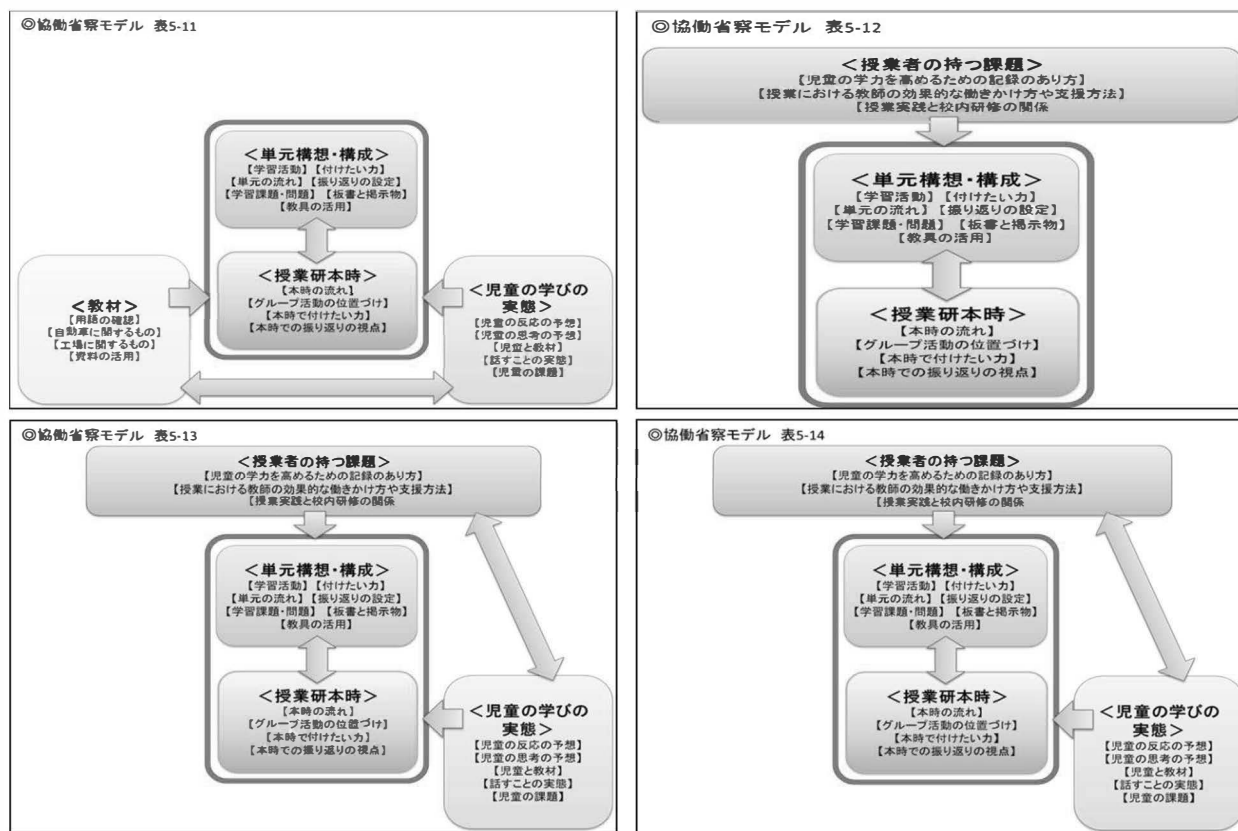 ◎協働省察モデル 表5-11
＜単元構想・構成＞
【学習活動】【付けたい力】
【単元の流れ】【振り返りの設定】
【学習課題・問題】【板書と掲示物】
【教具の活用】
＜授業研本時＞
【本時の流れ】
【グループ活動の位置づけ】
【本時で付けたい力】
【本時での振り返りの視点】
＜教材＞
【用語の確認】
【自動車に関するもの】
【工場に関するもの】
【資料の活用】
＜児童の学びの
実態＞
【児童の反応の予想】
【児童の思考の予想】
【児童と教材】
【話すことの実態】
【児童の課題】
◎協働省察モデル 表5-12
＜授業者の持つ課題＞
【児童の学力を高めるための記録のあり方】
【授業における教師の効果的な働きかけ方や支援方法】
【授業実践と校内研修の関係
＜単元構想・構成＞
【学習活動】【付けたい力】
【単元の流れ】【振り返りの設定】
【学習課題・問題】【板書と掲示物】
【教具の活用】
＜授業研本時＞
【本時の流れ】
【グループ活動の位置づけ】
【本時で付けたい力】
【本時での振り返りの視点】
◎協働省察モデル 表5-13
＜授業者の持つ課題＞
【児童の学力を高めるための記録のあり方】
【授業における教師の効果的な働きかけ方や支援方法】
【授業実践と校内研修の関係
＜単元構想・構成＞
【学習活動】【付けたい力】
【単元の流れ】【振り返りの設定】
【学習課題・問題】【板書と掲示物】
【教具の活用】
＜授業研本時＞
【本時の流れ】
【グループ活動の位置づけ】
【本時で付けたい力】
【本時での振り返りの視点】
＜児童の学びの
実態＞
【児童の反応の予想】
【児童の思考の予想】
【児童と教材】
【話すことの実態】
【児童の課題】
◎協働省察モデル 表5-14
＜授業者の持つ課題＞
【児童の学力を高めるための記録のあり方】
【授業における教師の効果的な働きかけ方や支援方法】
【授業実践と校内研修の関係
＜単元構想・構成＞
【学習活動】【付けたい力】
【単元の流れ】【振り返りの設定】
【学習課題・問題】【板書と掲示物】
【教具の活用】
＜授業研本時＞
【本時の流れ】
【グループ活動の位置づけ】
【本時で付けたい力】
【本時での振り返りの視点】
＜児童の学びの
実態＞
【児童の反応の予想】
【児童の思考の予想】
【児童と教材】
【話すことの実態】
【児童の課題】